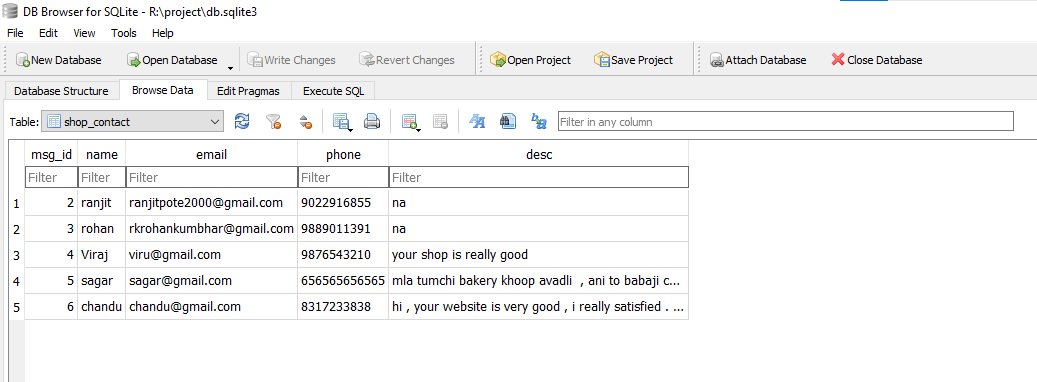 DB Browser for SQLite - R:\project\db.sqlite3
File Edit View Tools Help
New Database Open Database Write Changes Revert Changes Open Project Save Project Attach Database Close Database
Database Structure Browse Data Edit Pragmas Execute SQL
Table: shop_contact Filter in any column
msg_id name email phone desc
Filter Filter Filter Filter Filter
1 2 ranjit ranjitpote2000@gmail.com 9022916855 na
2 3 rohan rkrohankumbhar@gmail.com 9889011391 na
3 4 Viraj viru@gmail.com 9876543210 your shop is really good
4 5 sagar sagar@gmail.com 656565656565 mla tumchi bakery khoop avadli , ani to babaji c...
5 6 chandu chandu@gmail.com 8317233838 hi , your website is very good , i really satisfied . ...